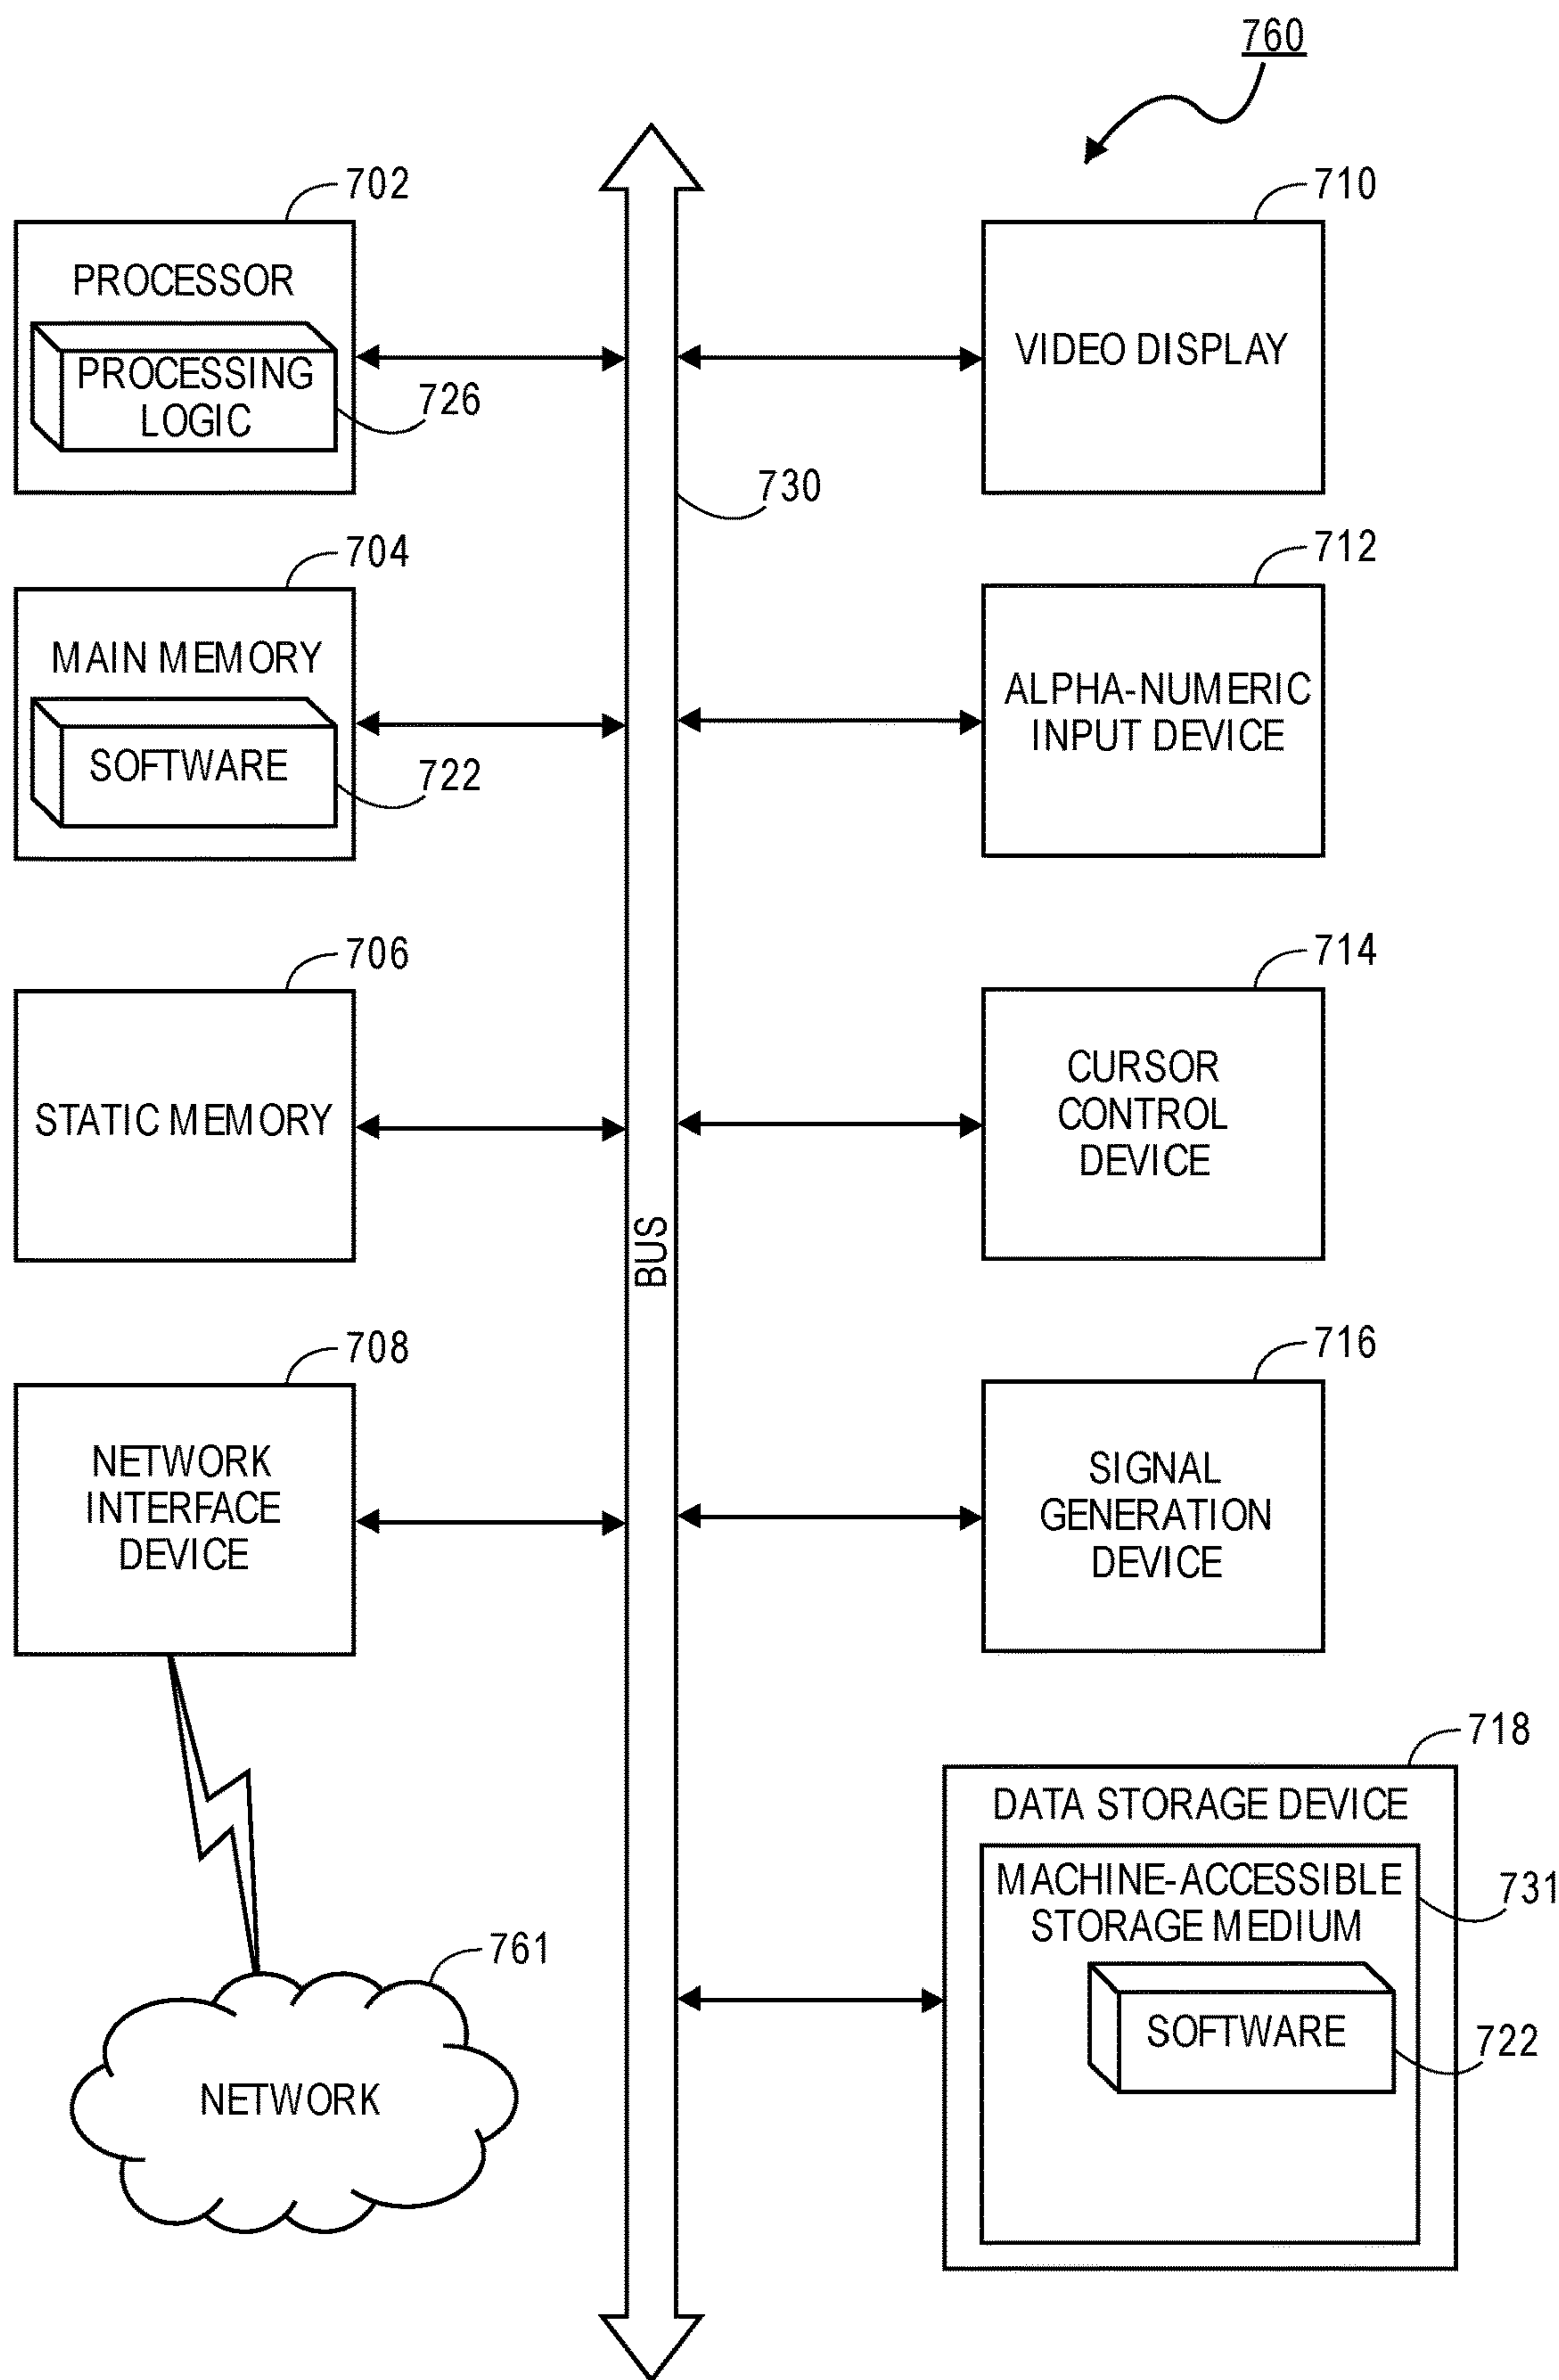 760
702
PROCESSOR
PROCESSING
LOGIC
726
710
VIDEO DISPLAY
730
704
MAIN MEMORY
SOFTWARE
722
712
ALPHA-NUMERIC
INPUT DEVICE
706
STATIC MEMORY
714
CURSOR
CONTROL
DEVICE
BUS
708
NETWORK
INTERFACE
DEVICE
716
SIGNAL
GENERATION
DEVICE
718
DATA STORAGE DEVICE
MACHINE-ACCESSIBLE
STORAGE MEDIUM
731
SOFTWARE
722
761
NETWORK